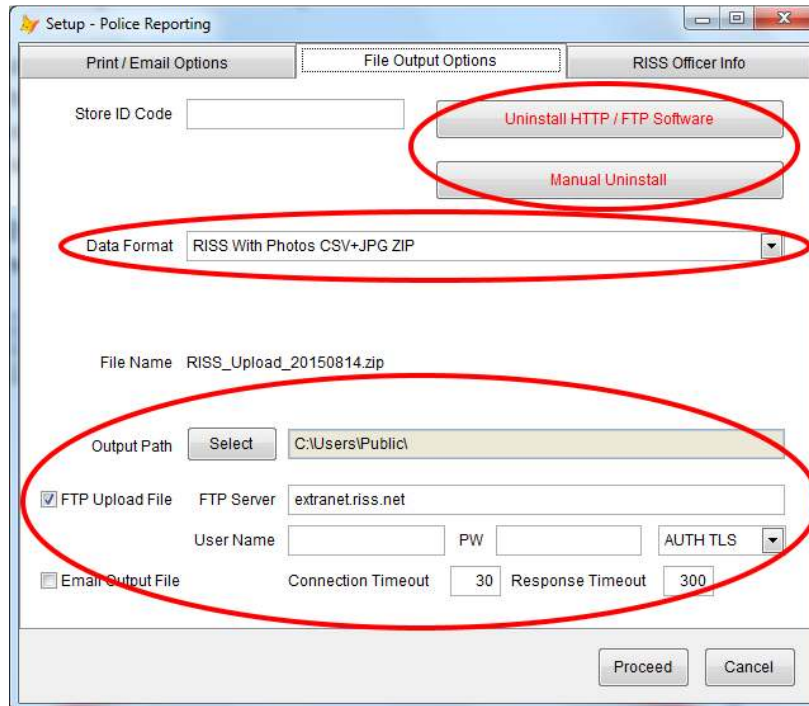 Setup - Police Reporting
Print / Email Options File Output Options RISS Officer Info
Store ID Code Uninstall HTTP / FTP Software
Manual Uninstall
Data Format RISS With Photos CSV+JPG ZIP
File Name RISS_Upload_20150814.zip
Output Path Select C:\Users\Public\
FTP Upload File FTP Server extranet.riss.net
User Name PW AUTH TLS
Email Output File Connection Timeout 30 Response Timeout 300
Proceed Cancel